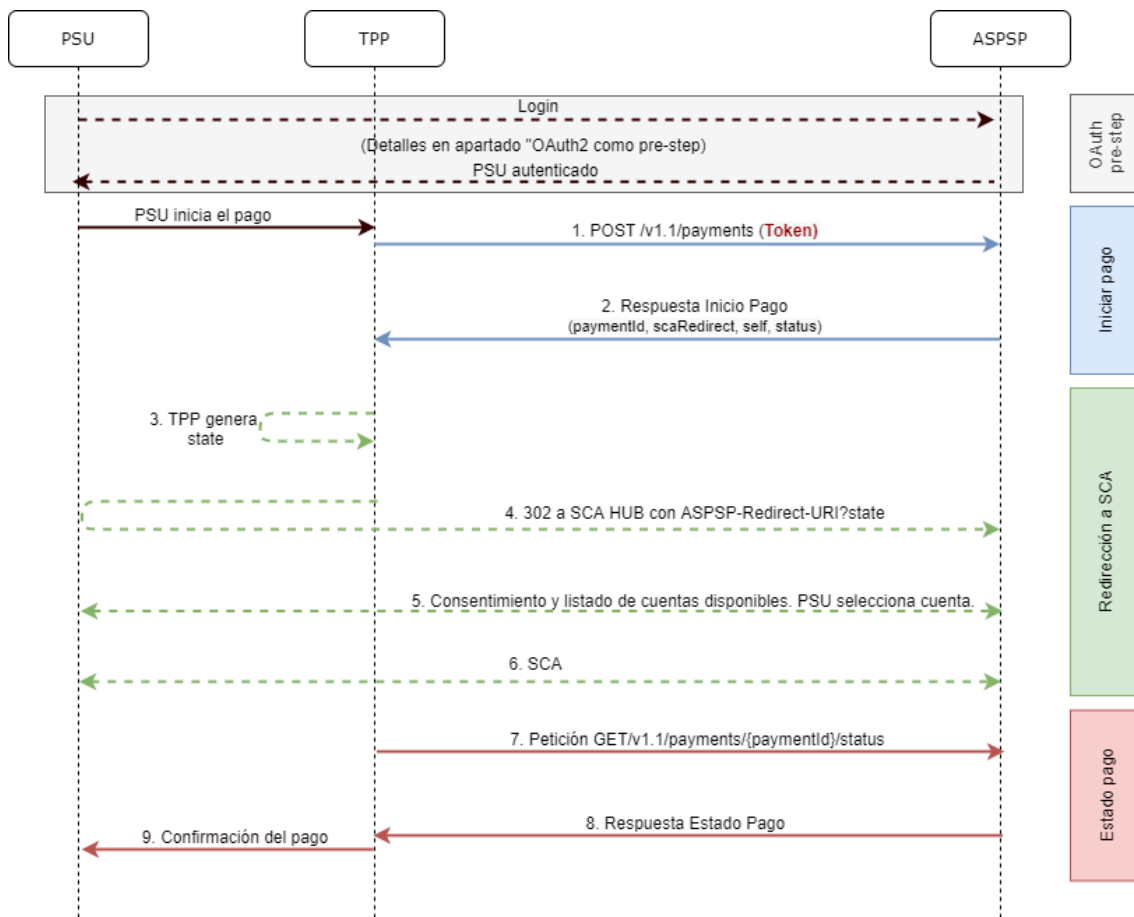 PSU
TPP
ASPSP
Login
(Detalles en apartado "OAuth2 como pre-step)
PSU autenticado
OAuth
pre-step
PSU inicia el pago
1. POST /v1.1/payments (Token)
2. Respuesta Inicio Pago
(paymentId, scaRedirect, self, status)
Iniciar pago
3. TPP genera
state
4. 302 a SCA HUB con ASPSP-Redirect-URI?state
5. Consentimiento y listado de cuentas disponibles. PSU selecciona cuenta.
6. SCA
Redirección a SCA
7. Petición GET/v1.1/payments/{paymentId}/status
8. Respuesta Estado Pago
9. Confirmación del pago
Estado pago